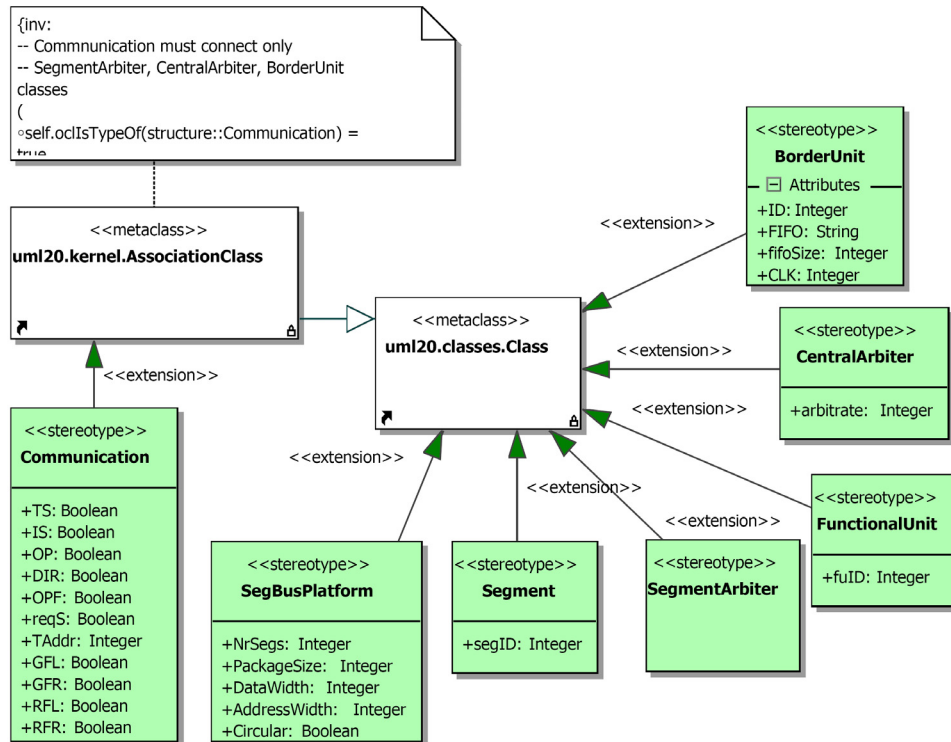 {inv:
-- Commnunication must connect only
-- SegmentArbiter, CentralArbiter, BorderUnit
classes
(
◦self.oclIsTypeOf(structure::Communication) =
true
<<metaclass>>
uml20.kernel.AssociationClass
<<extension>>
<<stereotype>>
Communication
+TS: Boolean
+IS: Boolean
+OP: Boolean
+DIR: Boolean
+OPF: Boolean
+reqS: Boolean
+TAddr: Integer
+GFL: Boolean
+GFR: Boolean
+RFL: Boolean
+RFR: Boolean
<<metaclass>>
uml20.classes.Class
<<extension>>
<<stereotype>>
SegBusPlatform
+NrSegs: Integer
+PackageSize: Integer
+DataWidth: Integer
+AddressWidth: Integer
+Circular: Boolean
<<extension>>
<<stereotype>>
Segment
+segID: Integer
<<extension>>
<<stereotype>>
SegmentArbiter
<<extension>>
<<stereotype>>
BorderUnit
Attributes
+ID: Integer
+FIFO: String
+fifoSize: Integer
+CLK: Integer
<<extension>>
<<stereotype>>
CentralArbiter
+arbitrate: Integer
<<extension>>
<<stereotype>>
FunctionalUnit
+fuID: Integer